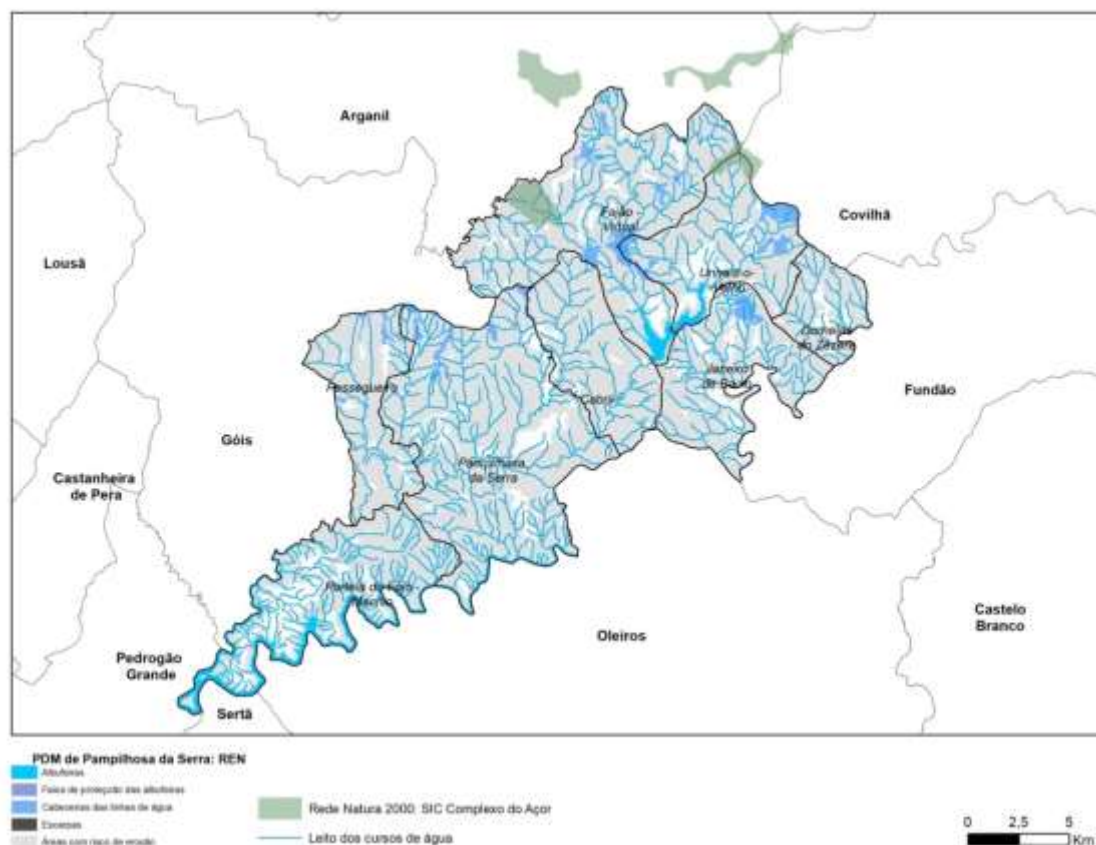 Arganil
Covilhã
Fajão -
Vidual
Lousã
Unhais-o-
Velho
Dornelas
do Zêzere
Janeiro
de Baixo
Pessegueiro
Cabril
Fundão
Góis
Castanheira
de Pera
Pampilhosa
da Serra
Portela do Fojo -
Machio
Castelo
Branco
Oleiros
Pedrogão
Grande
Sertã
PDM de Pampilhosa da Serra: REN
Albufeiras
Faixa de proteção das albufeiras
Cabeceiras das linhas de água
Escarpas
Áreas com risco de erosão
Rede Natura 2000: SIC Complexo do Açor
Leito dos cursos de água
0 2,5 5
Km